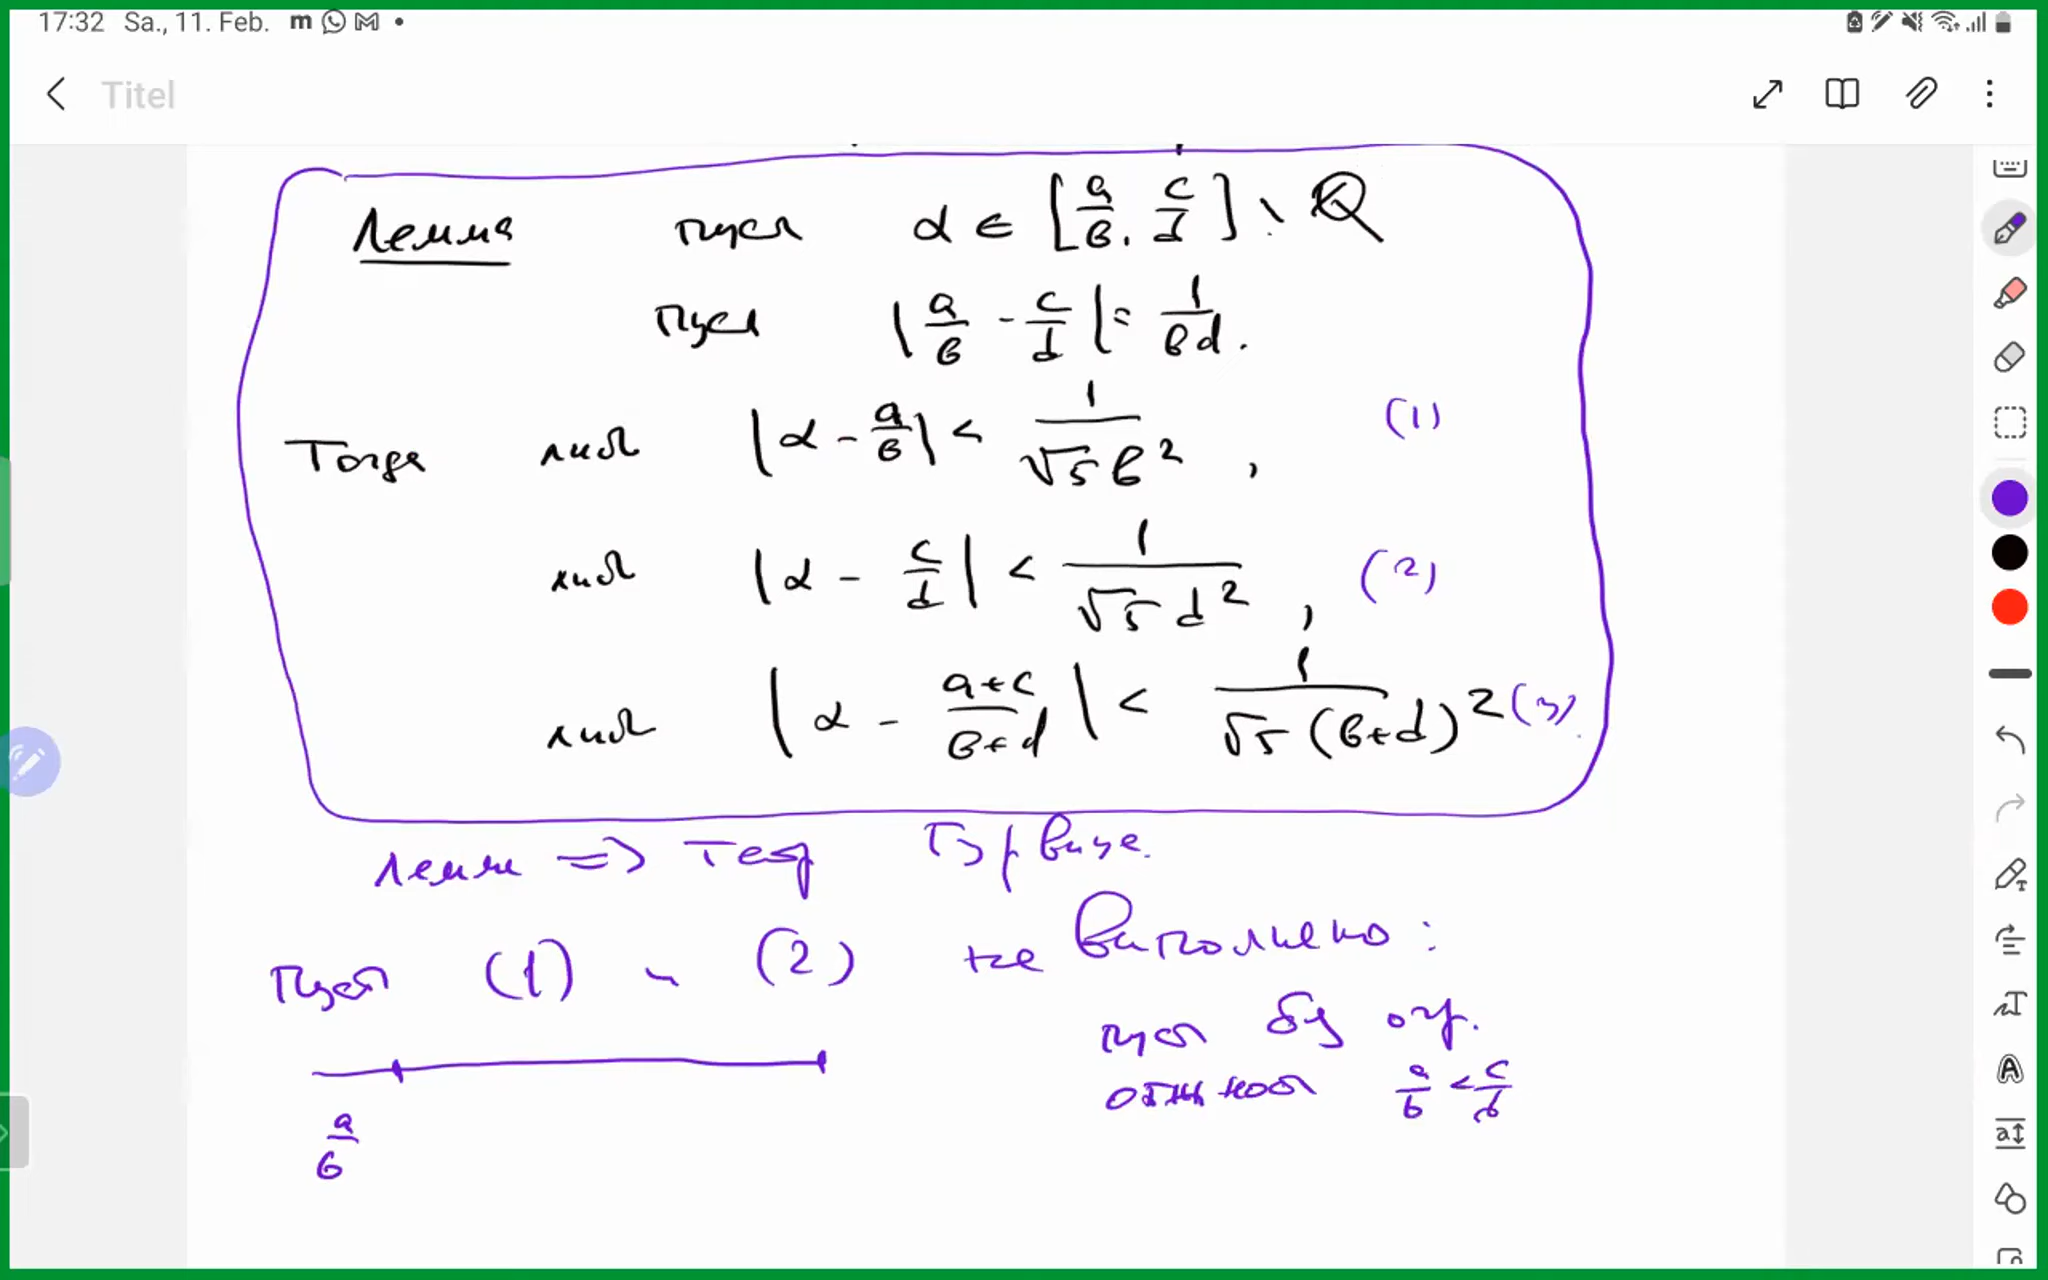 17:32 Sa., 11. Feb. m
Titel
Лемма пусть α ∈ [a/b, c/d] \ ℚ
пусть |a/b - c/d| = 1/bd.
Тогда либо |α - a/b| < 1/√5 b², (1)
либо |α - c/d| < 1/√5 d², (2)
либо |α - a+c/b+d| < 1/√5 (b+d)² (3)
Лемма => Теор Гурвица.
Пусть (1) и (2) не выполнено:
пусть без огр.
общности a/b < c/d
a/b